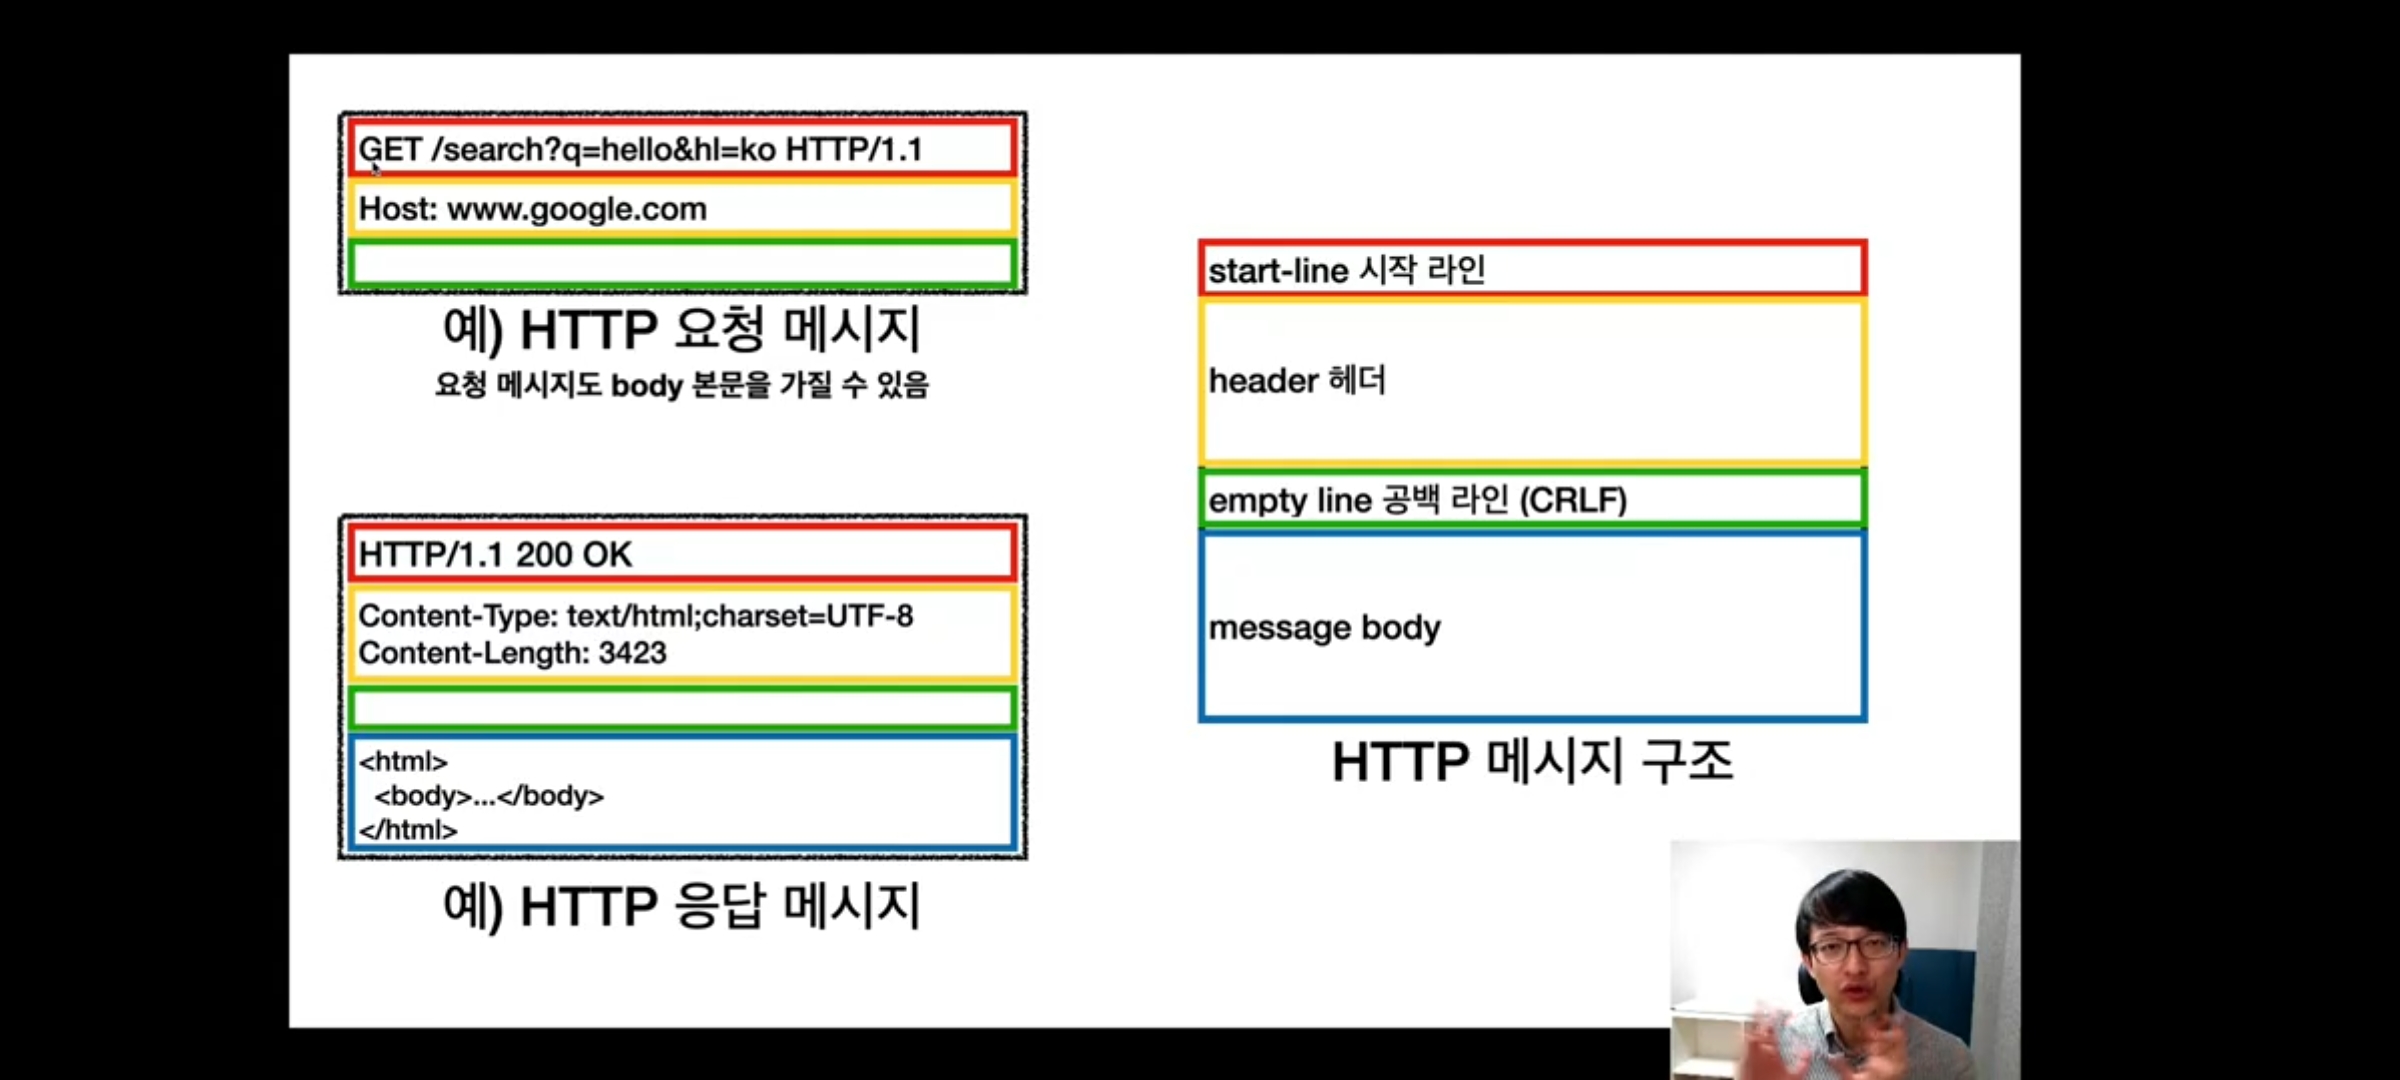 GET /search?q=hello&hl=ko HTTP/1.1
Host: www.google.com
예) HTTP 요청 메시지
요청 메시지도 body 본문을 가질 수 있음
HTTP/1.1 200 OK
Content-Type: text/html;charset=UTF-8
Content-Length: 3423
<html>
<body>...</body>
</html>
예) HTTP 응답 메시지
start-line 시작 라인
header 헤더
empty line 공백 라인 (CRLF)
message body
HTTP 메시지 구조